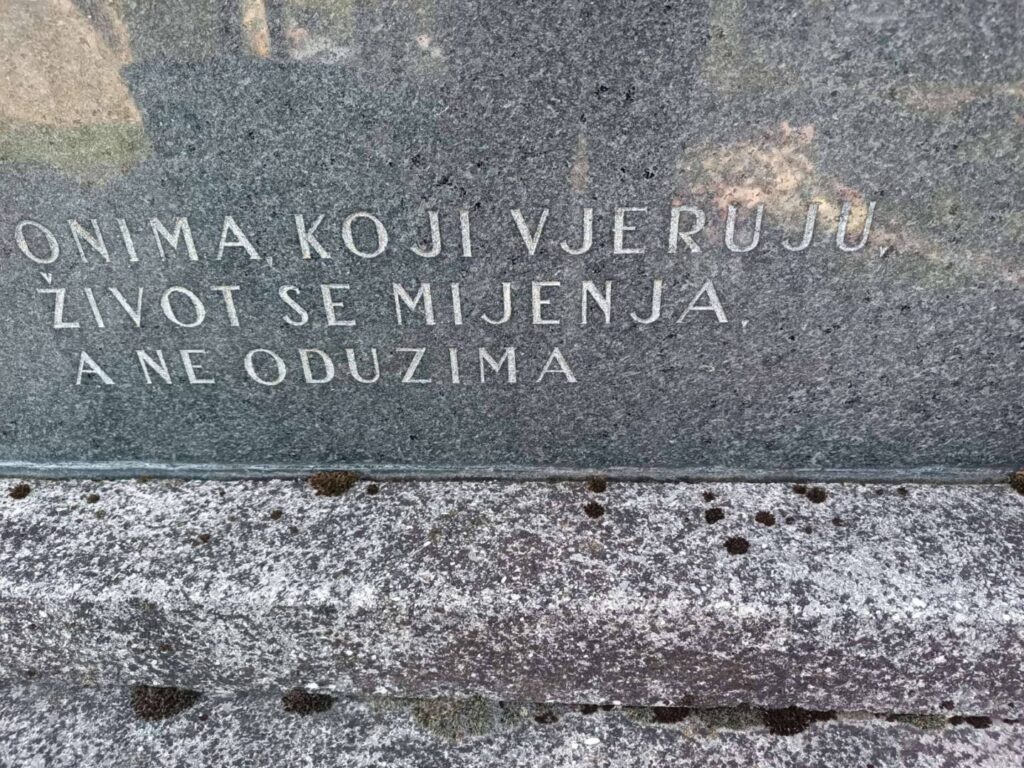 ONIMA, KOJI VJERUJU,
ŽIVOT SE MIJENJA,
A NE ODUZIMA